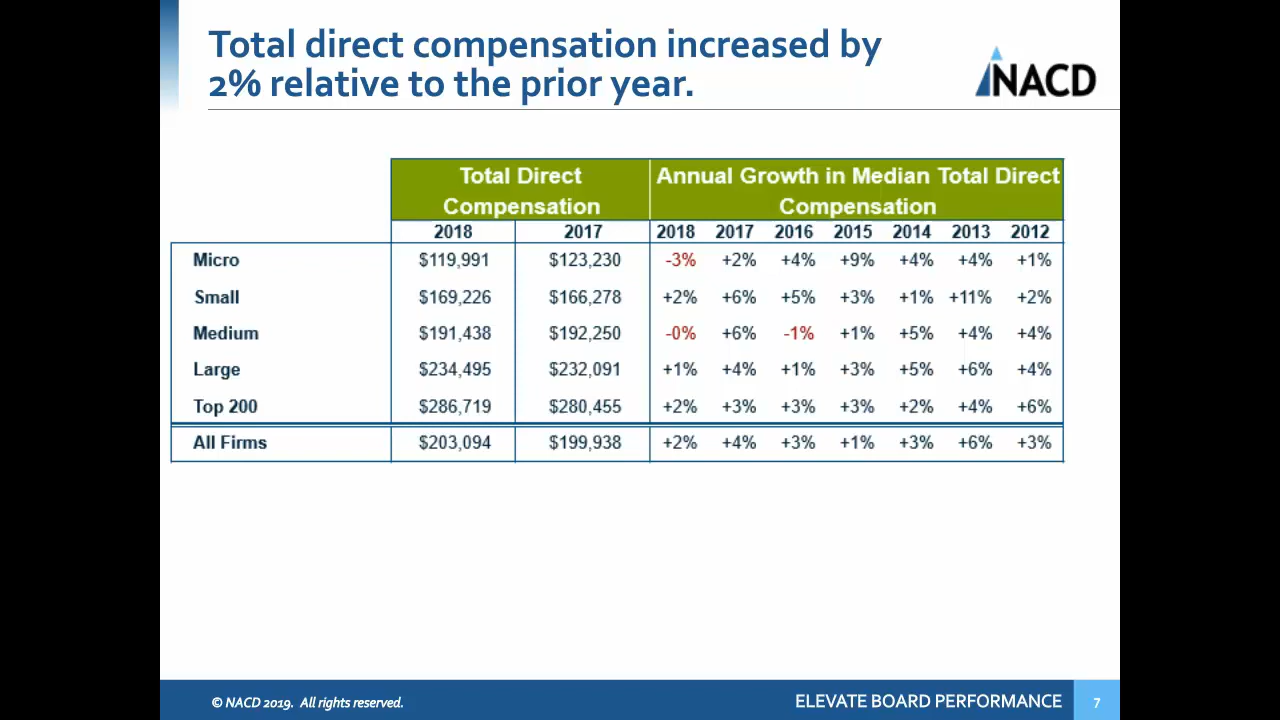 Total direct compensation increased by
2% relative to the prior year.
NACD
Total Direct Annual Growth in Median Total Direct
Compensation Compensation
2018 2017 2018 2017 2016 2015 2014 2013 2012
Micro $119,991 $123,230 -3% +2% +4% +9% +4% +4% +1%
Small $169,226 $166,278 +2% +6% +5% +3% +1% +11% +2%
Medium $191,438 $192,250 -0% +6% -1% +1% +5% +4% +4%
Large $234,495 $232,091 +1% +4% +1% +3% +5% +6% +4%
Top 200 $286,719 $280,455 +2% +3% +3% +3% +2% +4% +6%
All Firms $203,094 $199,938 +2% +4% +3% +1% +3% +6% +3%
© NACD 2019. All rights reserved. ELEVATE BOARD PERFORMANCE 7